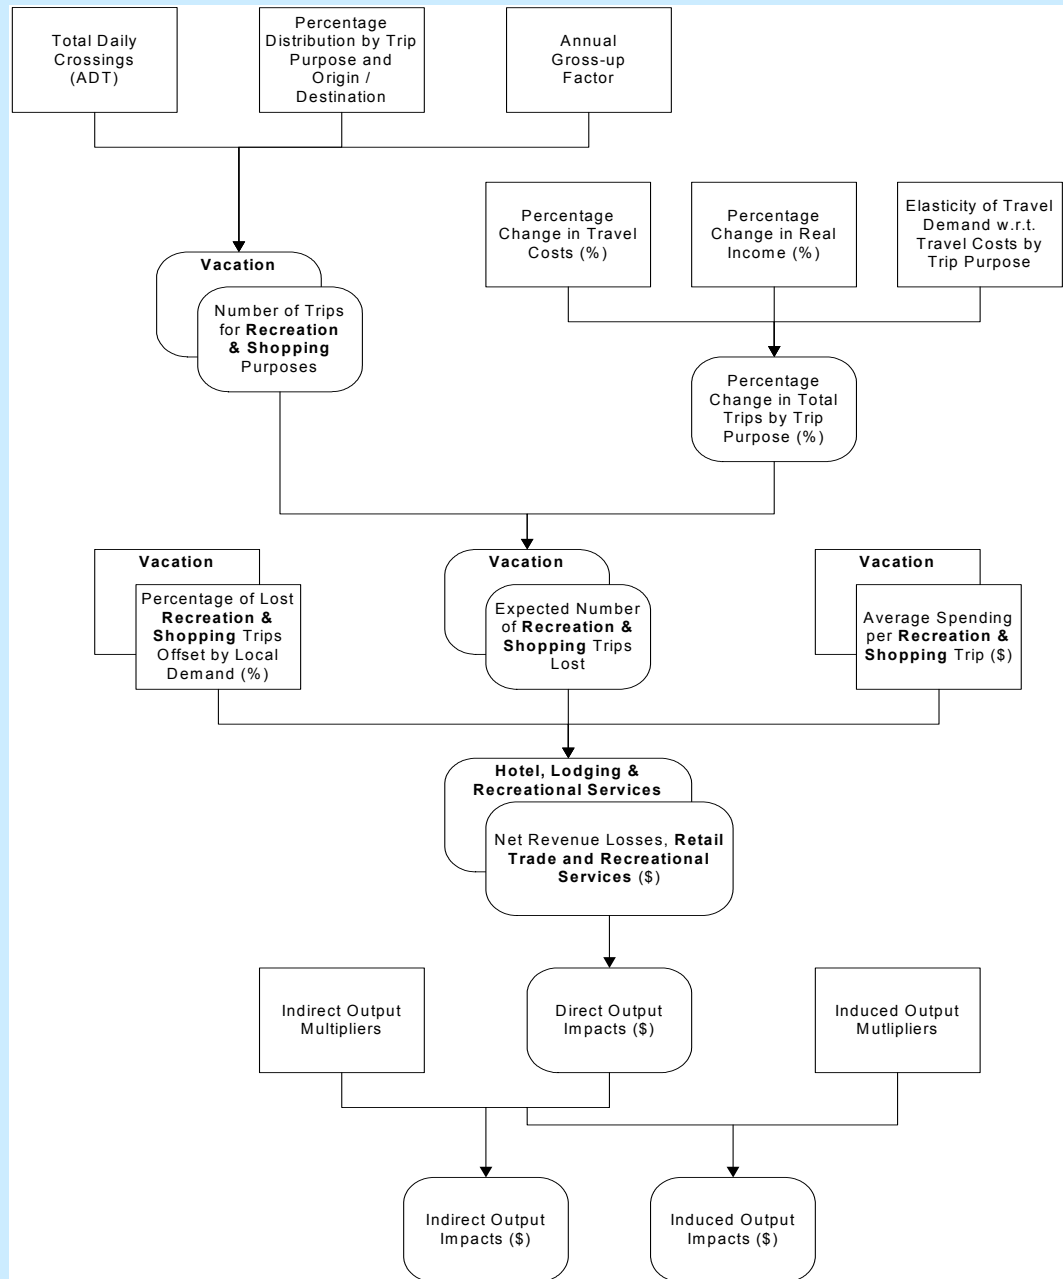 Total Daily
Crossings
(ADT)
Percentage
Distribution by Trip
Purpose and
Origin /
Destination
Annual
Gross-up
Factor
Percentage
Change in Travel
Costs (%)
Percentage
Change in Real
Income (%)
Elasticity of Travel
Demand w.r.t.
Travel Costs by
Trip Purpose
Vacation
Number of Trips
for Recreation
& Shopping
Purposes
Percentage
Change in Total
Trips by Trip
Purpose (%)
Vacation
Percentage of Lost
Recreation &
Shopping Trips
Offset by Local
Demand (%)
Vacation
Expected Number
of Recreation &
Shopping Trips
Lost
Vacation
Average Spending
per Recreation &
Shopping Trip ($)
Hotel, Lodging &
Recreational Services
Net Revenue Losses, Retail
Trade and Recreational
Services ($)
Indirect Output
Multipliers
Direct Output
Impacts ($)
Induced Output
Mutlipliers
Indirect Output
Impacts ($)
Induced Output
Impacts ($)